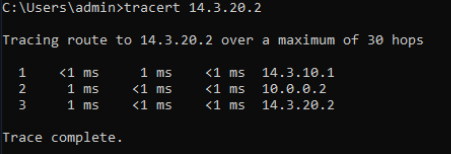 C:\Users\admin>tracert 14.3.20.2
Tracing route to 14.3.20.2 over a maximum of 30 hops
1 <1 ms 1 ms <1 ms 14.3.10.1
2 1 ms <1 ms <1 ms 10.0.0.2
3 1 ms <1 ms <1 ms 14.3.20.2
Trace complete.